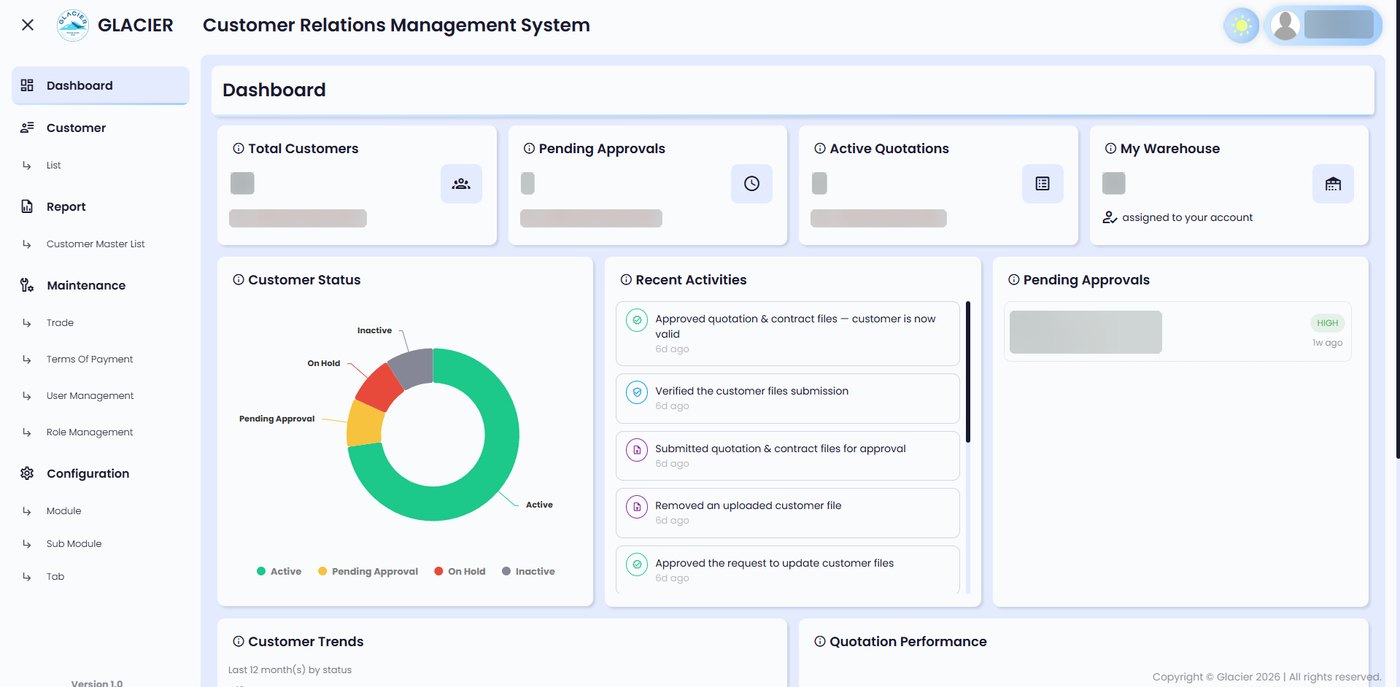 GLACIER
GLACIER
Customer Relations Management System
Dashboard
Customer
List
Report
Customer Master List
Maintenance
Trade
Terms Of Payment
User Management
Role Management
Configuration
Module
Sub Module
Tab
Version 1.0
Dashboard
Total Customers
Pending Approvals
Active Quotations
My Warehouse
assigned to your account
Customer Status
Inactive
On Hold
Pending Approval
Active
Active
Pending Approval
On Hold
Inactive
Recent Activities
Approved quotation & contract files — customer is now
valid
6d ago
Verified the customer files submission
6d ago
Submitted quotation & contract files for approval
6d ago
Removed an uploaded customer file
6d ago
Approved the request to update customer files
6d ago
Pending Approvals
HIGH
1w ago
Customer Trends
Last 12 month(s) by status
Quotation Performance
Copyright © Glacier 2026 | All rights reserved.